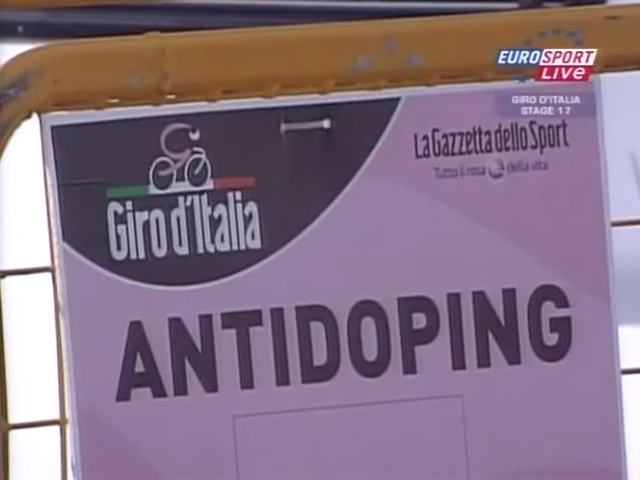 EUROSPORT
LIVE
GIRO D'ITALIA
STAGE 17
La Gazzetta dello Sport
Tutto il rosa della vita
Giro d'Italia
ANTIDOPING